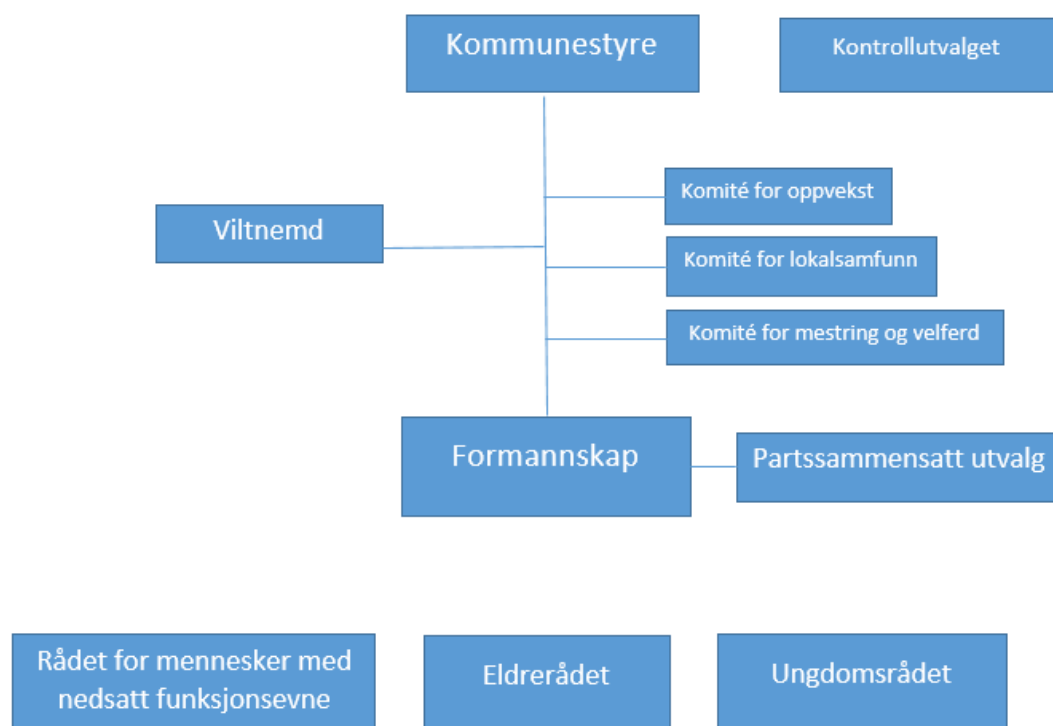 Kommunestyre
Kontrollutvalget
Komité for oppvekst
Viltnemd
Komité for lokalsamfunn
Komité for mestring og velferd
Formannskap
Partssammensatt utvalg
Rådet for mennesker med
nedsatt funksjonsevne
Eldrerådet
Ungdomsrådet